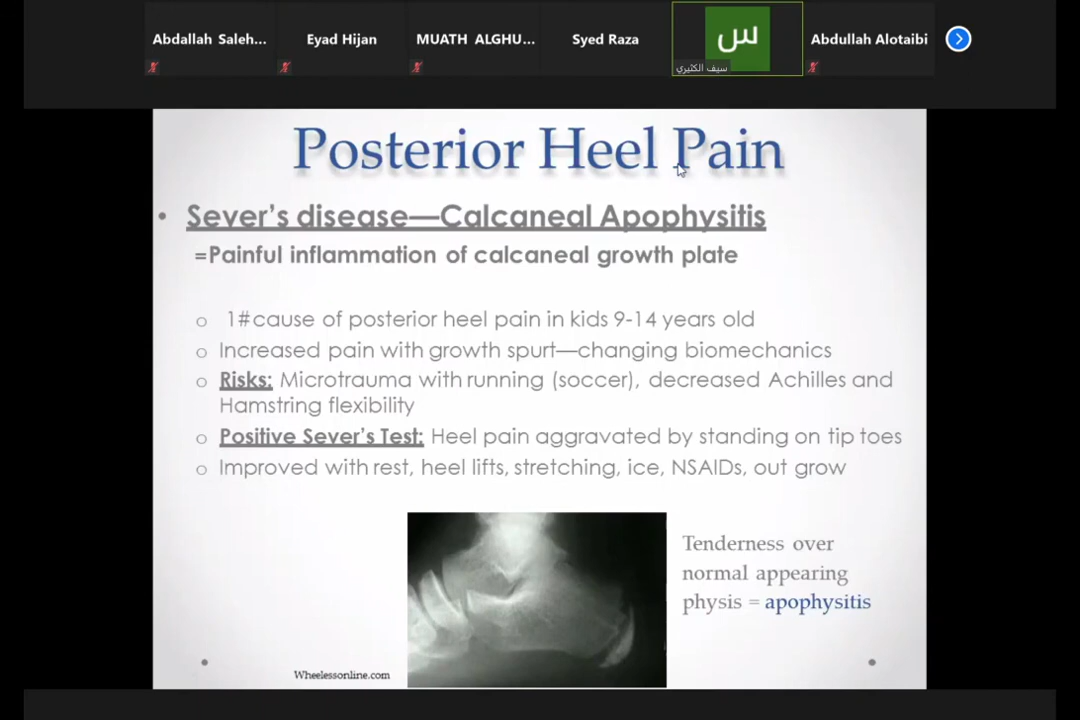 Abdallah Saleh...
Eyad Hijan
MUATH ALGHU...
Syed Raza
س
سيف الكثيري
Abdullah Alotaibi
Posterior Heel Pain
• Sever's disease—Calcaneal Apophysitis
=Painful inflammation of calcaneal growth plate
o 1#cause of posterior heel pain in kids 9-14 years old
o Increased pain with growth spurt—changing biomechanics
o Risks: Microtrauma with running (soccer), decreased Achilles and
Hamstring flexibility
o Positive Sever's Test: Heel pain aggravated by standing on tip toes
o Improved with rest, heel lifts, stretching, ice, NSAIDs, out grow
Tenderness over
normal appearing
physis = apophysitis
Wheelessonline.com